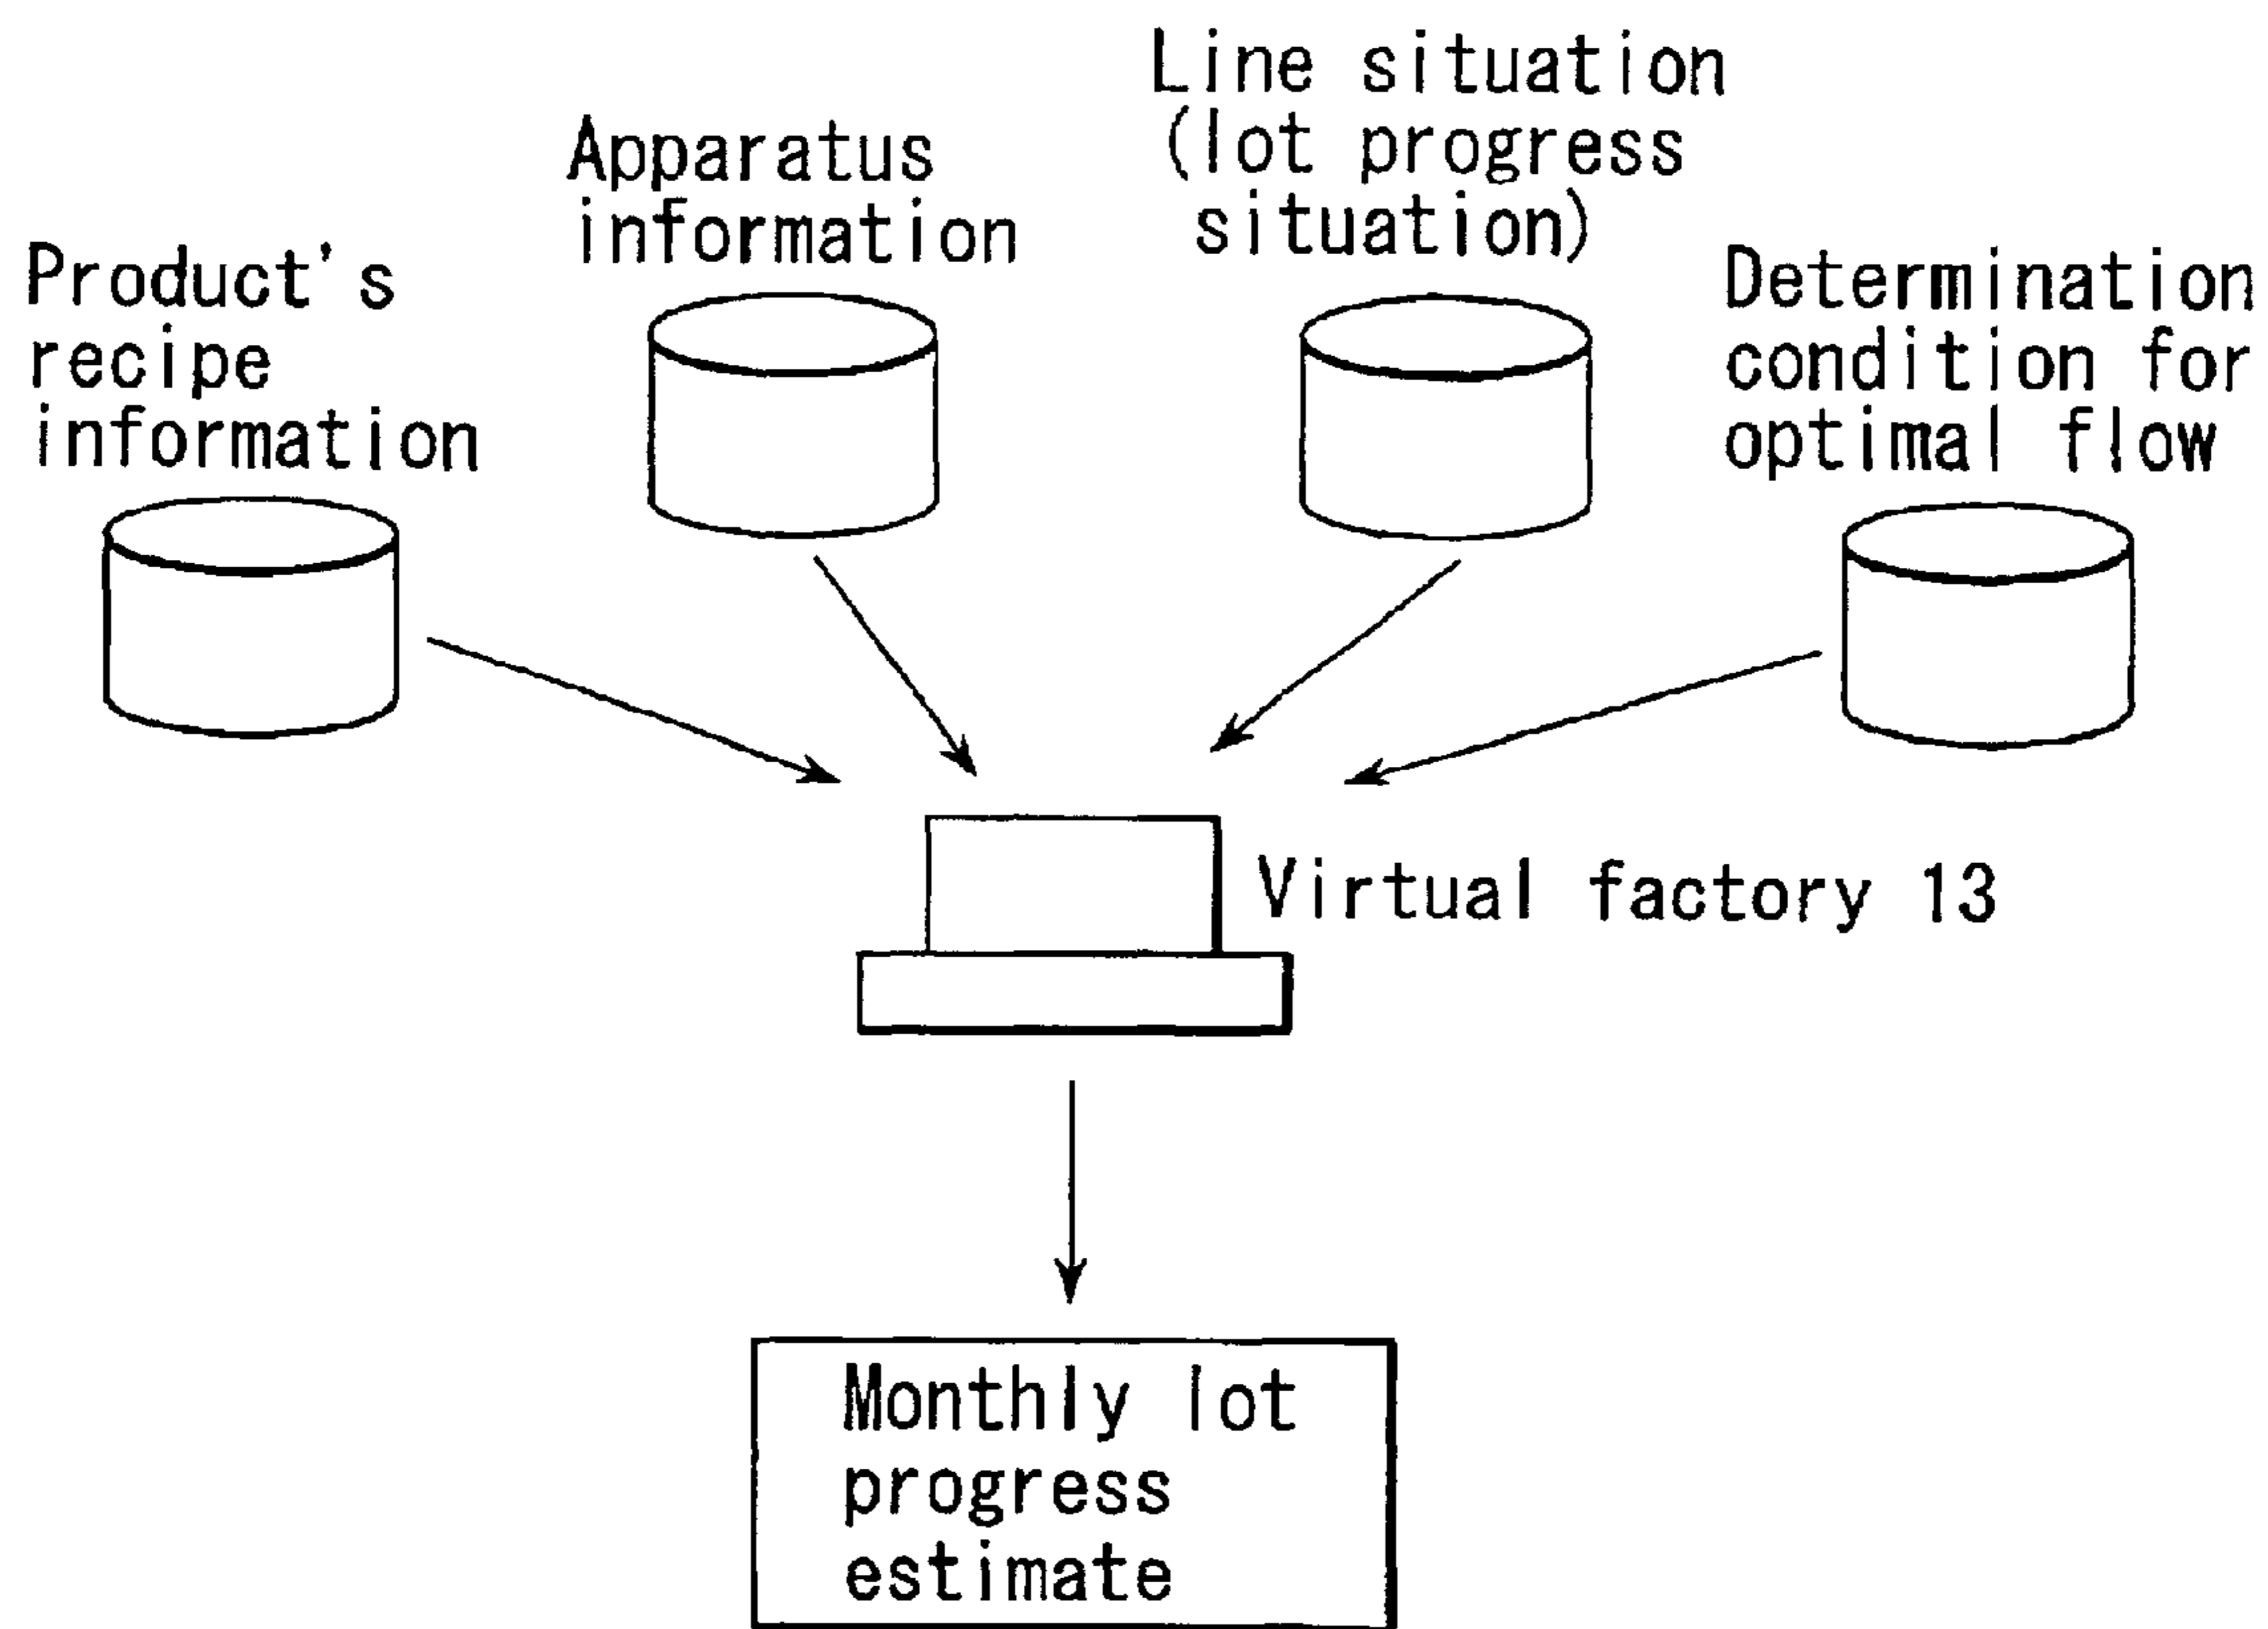 Product's
recipe
information
Apparatus
information
Line situation
(lot progress
situation)
Determination
condition for
optimal flow
Virtual factory 13
Monthly lot
progress
estimate